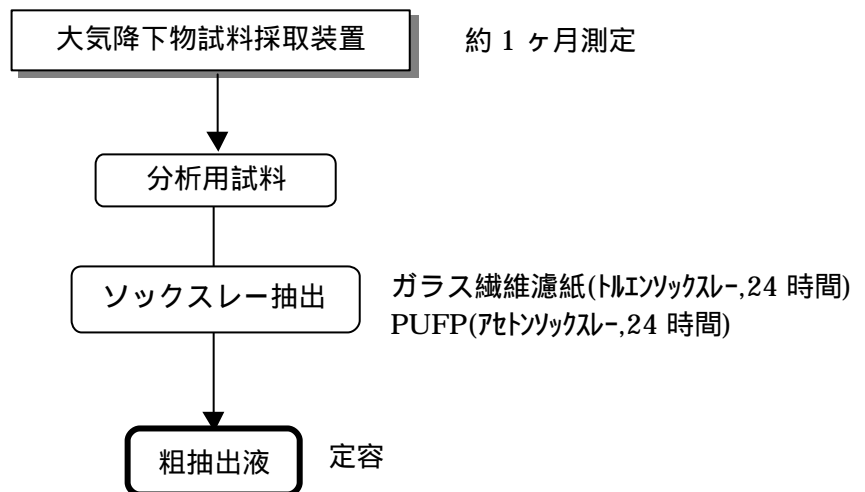 大気降下物試料採取装置
約 1 ヶ月測定
分析用試料
ソックスレー抽出
ガラス繊維濾紙(ﾄﾙｴﾝｿｯｸｽﾚｰ,24 時間)
PUFP(ｱｾﾄﾝｿｯｸｽﾚｰ,24 時間)
粗抽出液
定容